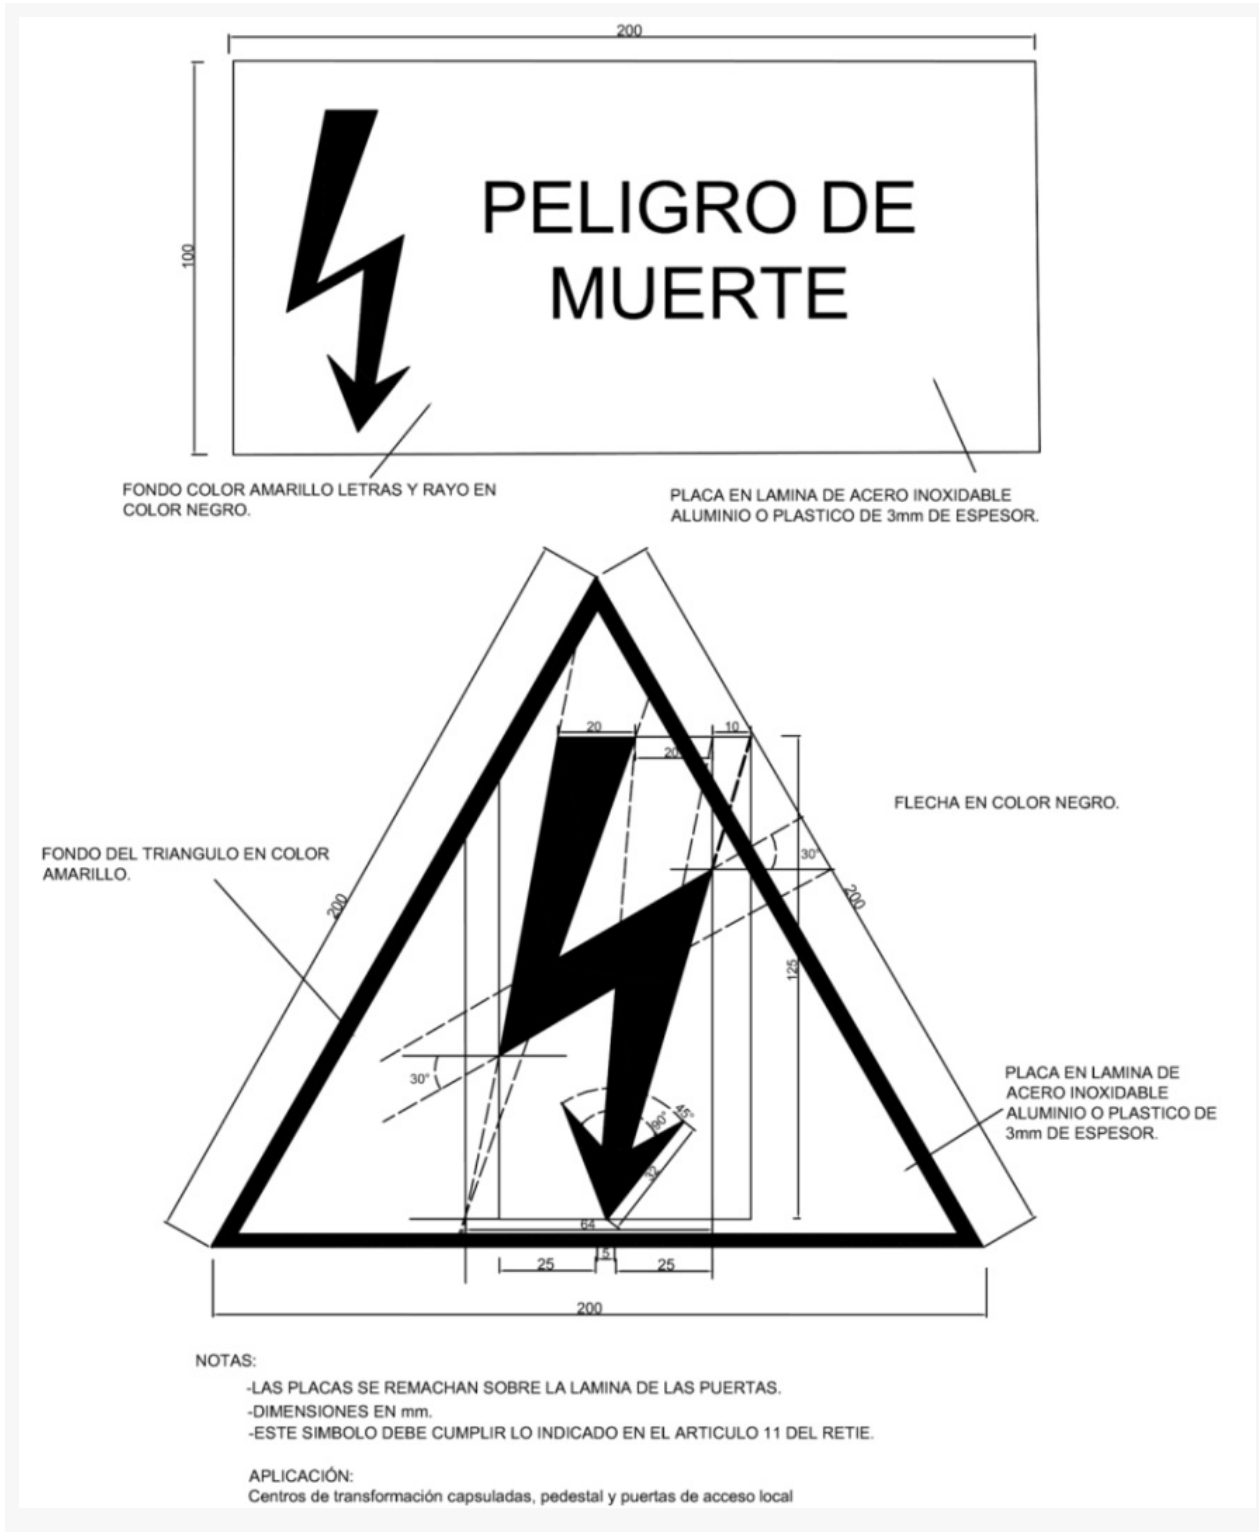 200
100
PELIGRO DE
MUERTE
FONDO COLOR AMARILLO LETRAS Y RAYO EN
COLOR NEGRO.
PLACA EN LAMINA DE ACERO INOXIDABLE
ALUMINIO O PLASTICO DE 3mm DE ESPESOR.
20
10
20
FLECHA EN COLOR NEGRO.
30°
FONDO DEL TRIANGULO EN COLOR
AMARILLO.
200
200
125
30°
PLACA EN LAMINA DE
ACERO INOXIDABLE
ALUMINIO O PLASTICO DE
3mm DE ESPESOR.
90°
45°
32
64
5
25
25
200
NOTAS:
-LAS PLACAS SE REMACHAN SOBRE LA LAMINA DE LAS PUERTAS.
-DIMENSIONES EN mm.
-ESTE SIMBOLO DEBE CUMPLIR LO INDICADO EN EL ARTICULO 11 DEL RETIE.
APLICACIÓN:
Centros de transformación capsuladas, pedestal y puertas de acceso local